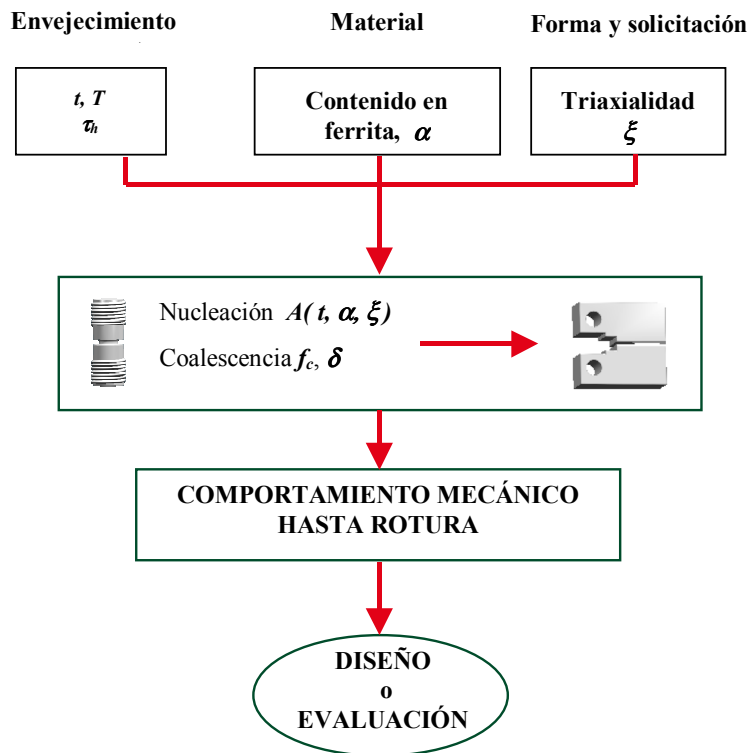 Envejecimiento
Material
Forma y solicitación
t, T
τh
Contenido en
ferrita, α
Triaxialidad
ξ
Nucleación A( t, α, ξ)
Coalescencia fc, δ
COMPORTAMIENTO MECÁNICO
HASTA ROTURA
DISEÑO
o
EVALUACIÓN